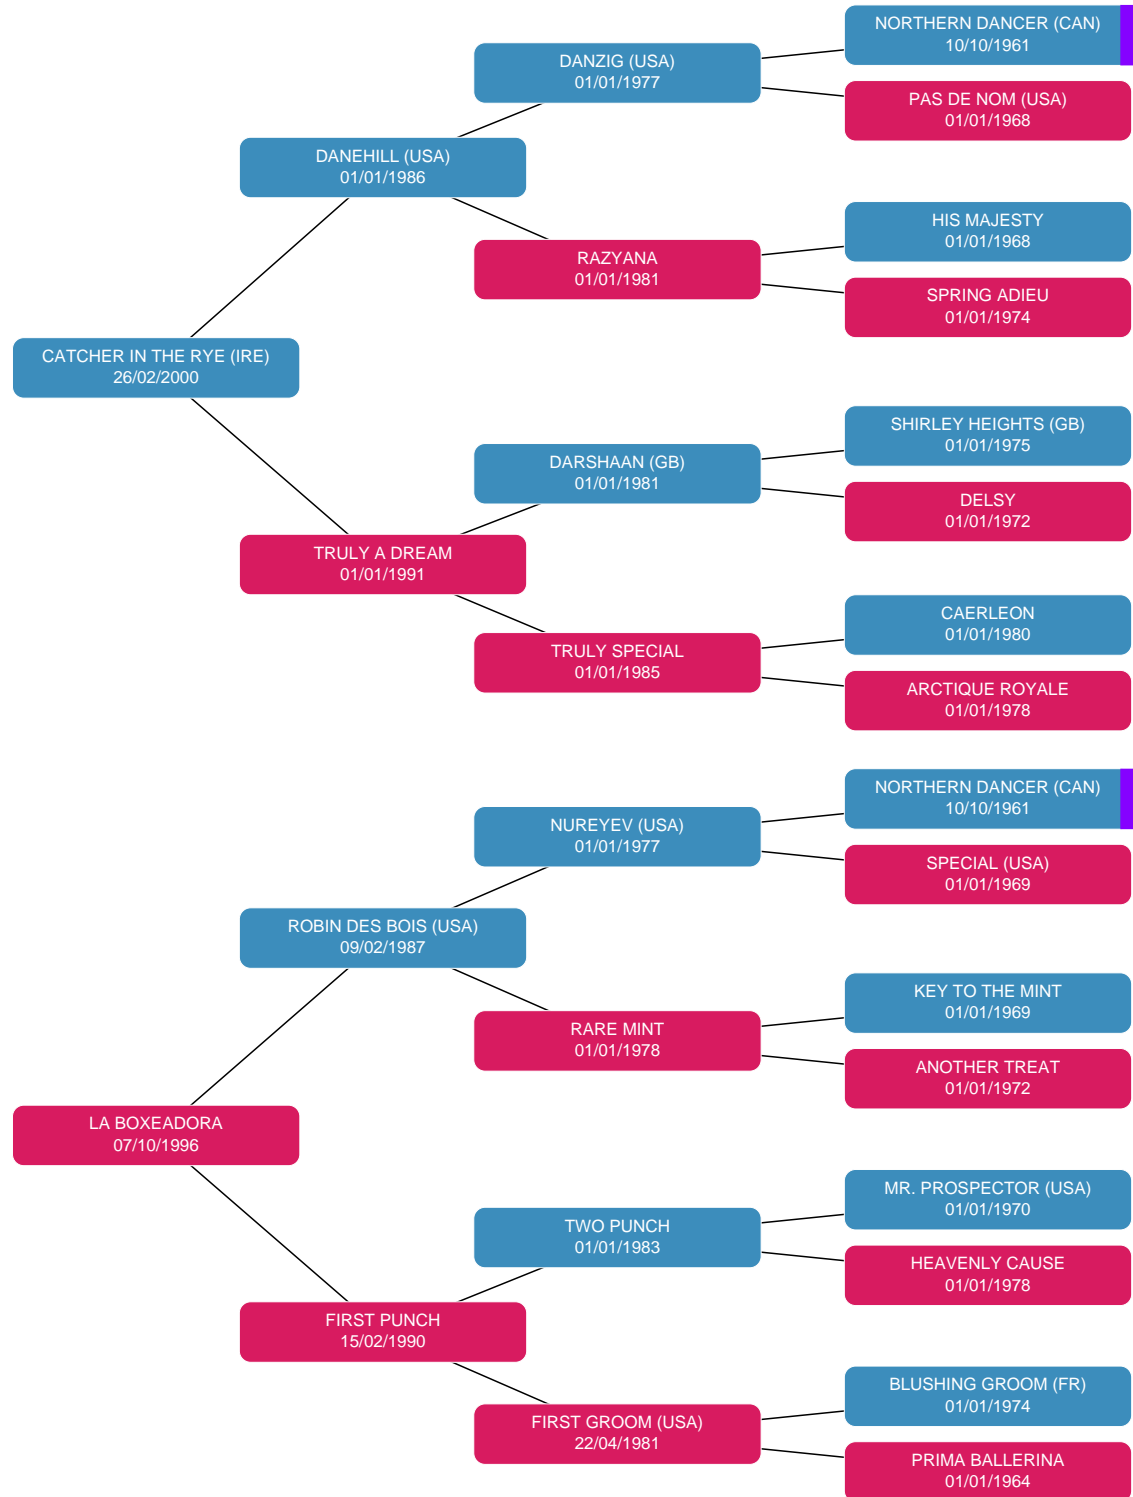 NORTHERN DANCER (CAN)
10/10/1961
DANZIG (USA)
01/01/1977
PAS DE NOM (USA)
01/01/1968
DANEHILL (USA)
01/01/1986
HIS MAJESTY
01/01/1968
RAZYANA
01/01/1981
SPRING ADIEU
01/01/1974
CATCHER IN THE RYE (IRE)
26/02/2000
SHIRLEY HEIGHTS (GB)
01/01/1975
DARSHAAN (GB)
01/01/1981
DELSY
01/01/1972
TRULY A DREAM
01/01/1991
CAERLEON
01/01/1980
TRULY SPECIAL
01/01/1985
ARCTIQUE ROYALE
01/01/1978
NORTHERN DANCER (CAN)
10/10/1961
NUREYEV (USA)
01/01/1977
SPECIAL (USA)
01/01/1969
ROBIN DES BOIS (USA)
09/02/1987
KEY TO THE MINT
01/01/1969
RARE MINT
01/01/1978
ANOTHER TREAT
01/01/1972
LA BOXEADORA
07/10/1996
MR. PROSPECTOR (USA)
01/01/1970
TWO PUNCH
01/01/1983
HEAVENLY CAUSE
01/01/1978
FIRST PUNCH
15/02/1990
BLUSHING GROOM (FR)
01/01/1974
FIRST GROOM (USA)
22/04/1981
PRIMA BALLERINA
01/01/1964